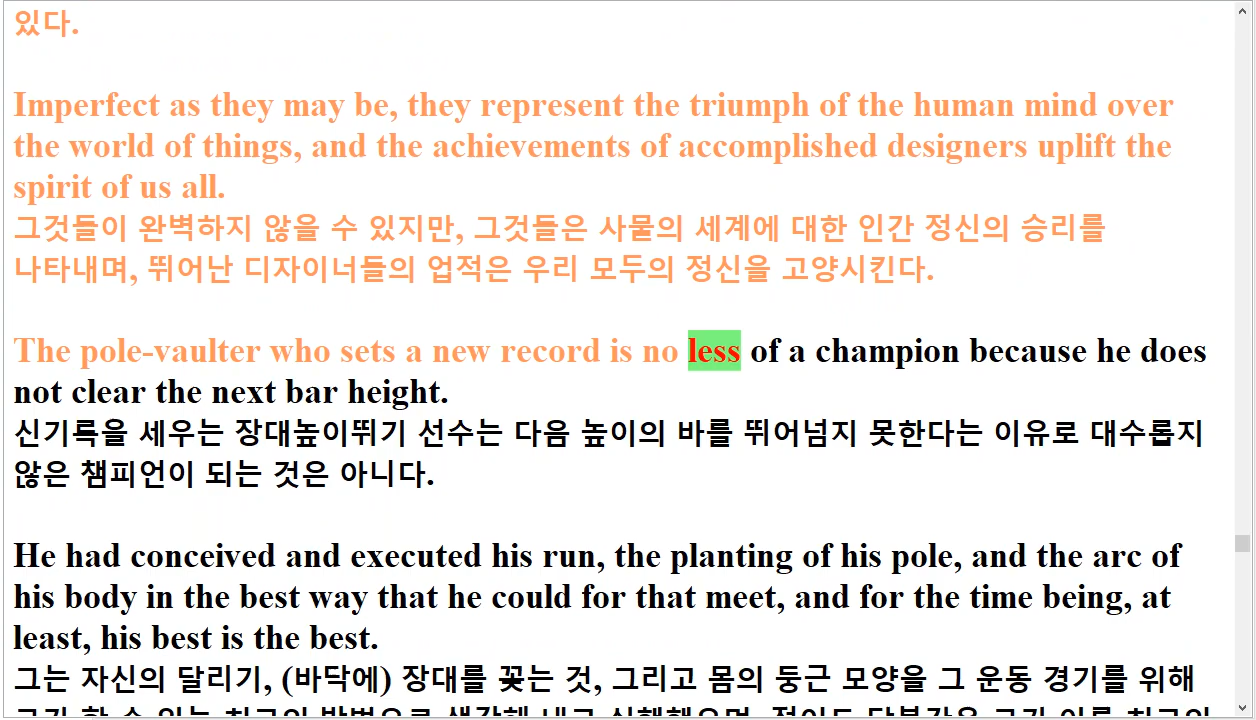 있다.
Imperfect as they may be, they represent the triumph of the human mind over
the world of things, and the achievements of accomplished designers uplift the
spirit of us all.
그것들이 완벽하지 않을 수 있지만, 그것들은 사물의 세계에 대한 인간 정신의 승리를
나타내며, 뛰어난 디자이너들의 업적은 우리 모두의 정신을 고양시킨다.
The pole-vaulter who sets a new record is no less of a champion because he does
not clear the next bar height.
신기록을 세우는 장대높이뛰기 선수는 다음 높이의 바를 뛰어넘지 못한다는 이유로 대수롭지
않은 챔피언이 되는 것은 아니다.
He had conceived and executed his run, the planting of his pole, and the arc of
his body in the best way that he could for that meet, and for the time being, at
least, his best is the best.
그는 자신의 달리기, (바닥에) 장대를 꽂는 것, 그리고 몸의 둥근 모양을 그 운동 경기를 위해